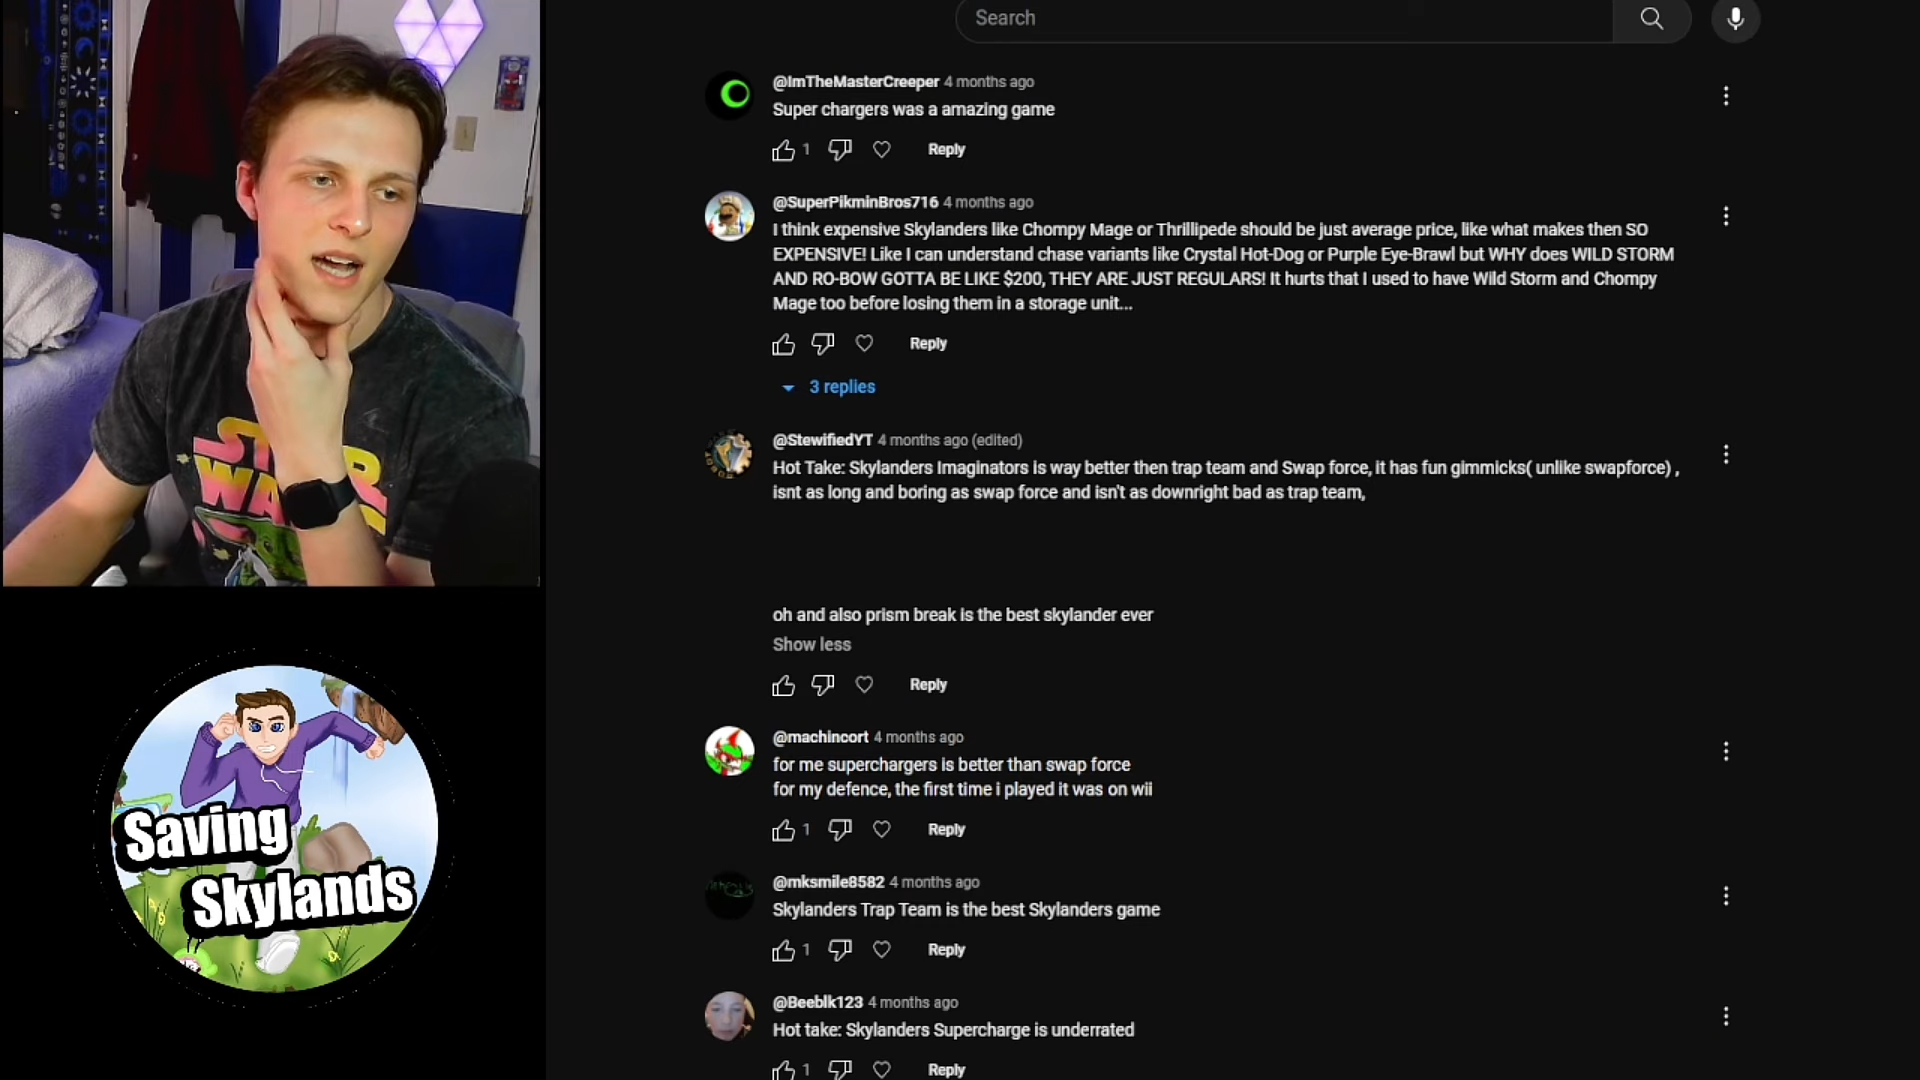 Search
@ImTheMasterCreeper 4 months ago
Super chargers was a amazing game
1 Reply
@SuperPikminBros716 4 months ago
I think expensive Skylanders like Chompy Mage or Thrillipede should be just average price, like what makes then SO
EXPENSIVE! Like I can understand chase variants like Crystal Hot-Dog or Purple Eye-Brawl but WHY does WILD STORM
AND RO-BOW GOTTA BE LIKE $200, THEY ARE JUST REGULARS! It hurts that I used to have Wild Storm and Chompy
Mage too before losing them in a storage unit...
Reply
3 replies
@StewifiedYT 4 months ago (edited)
Hot Take: Skylanders Imaginators is way better then trap team and Swap force, it has fun gimmicks( unlike swapforce) ,
isnt as long and boring as swap force and isn't as downright bad as trap team,
oh and also prism break is the best skylander ever
Show less
Reply
@machincort 4 months ago
for me superchargers is better than swap force
for my defence, the first time i played it was on wii
1 Reply
@mksmile8582 4 months ago
Skylanders Trap Team is the best Skylanders game
1 Reply
@Beeblk123 4 months ago
Hot take: Skylanders Supercharge is underrated
1 Reply
Saving
Skylands